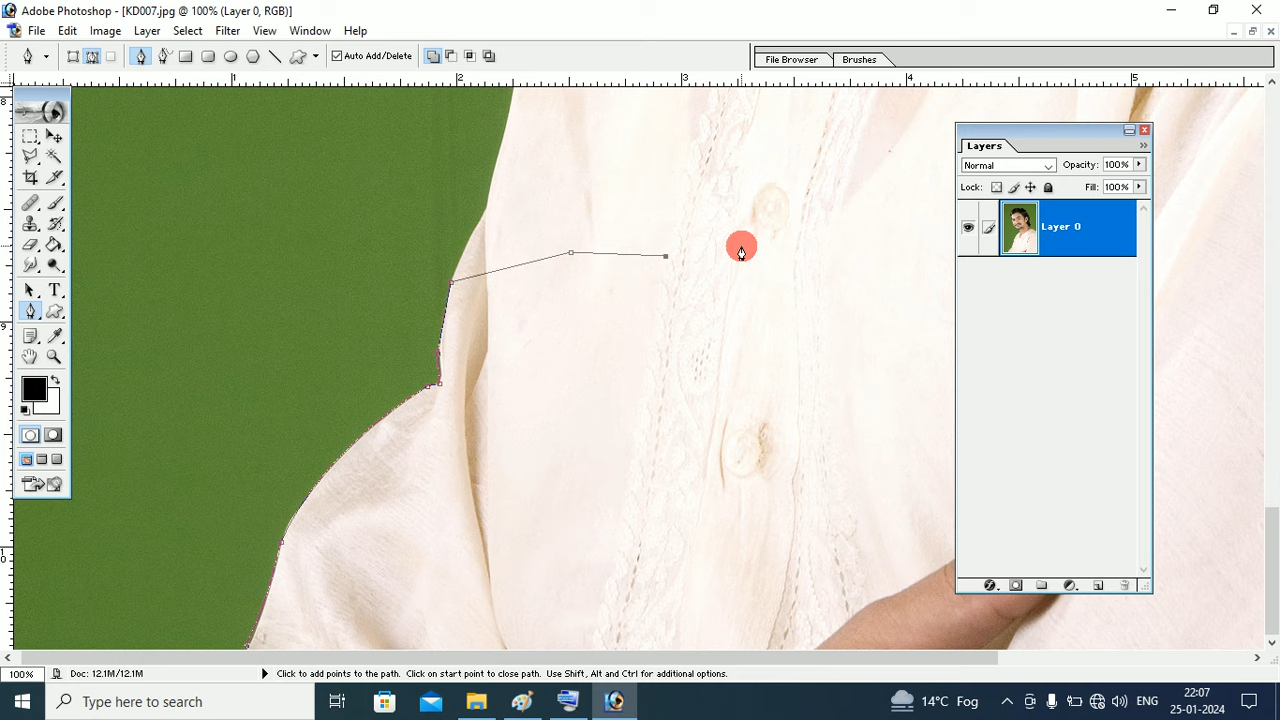 Adobe Photoshop - [KD007.jpg @ 100% (Layer 0, RGB)]
File Edit Image Layer Select Filter View Window Help
Auto Add/Delete
File Browser Brushes
1 2 3 4 5
8
9
10
Layers
Normal Opacity: 100%
Lock: Fill: 100%
Layer 0
T
100% Doc: 12.1M/12.1M Click to add points to the path. Click on start point to close path. Use Shift, Alt and Ctrl for additional options.
Type here to search
14°C Fog
ENG
22:07
25-01-2024